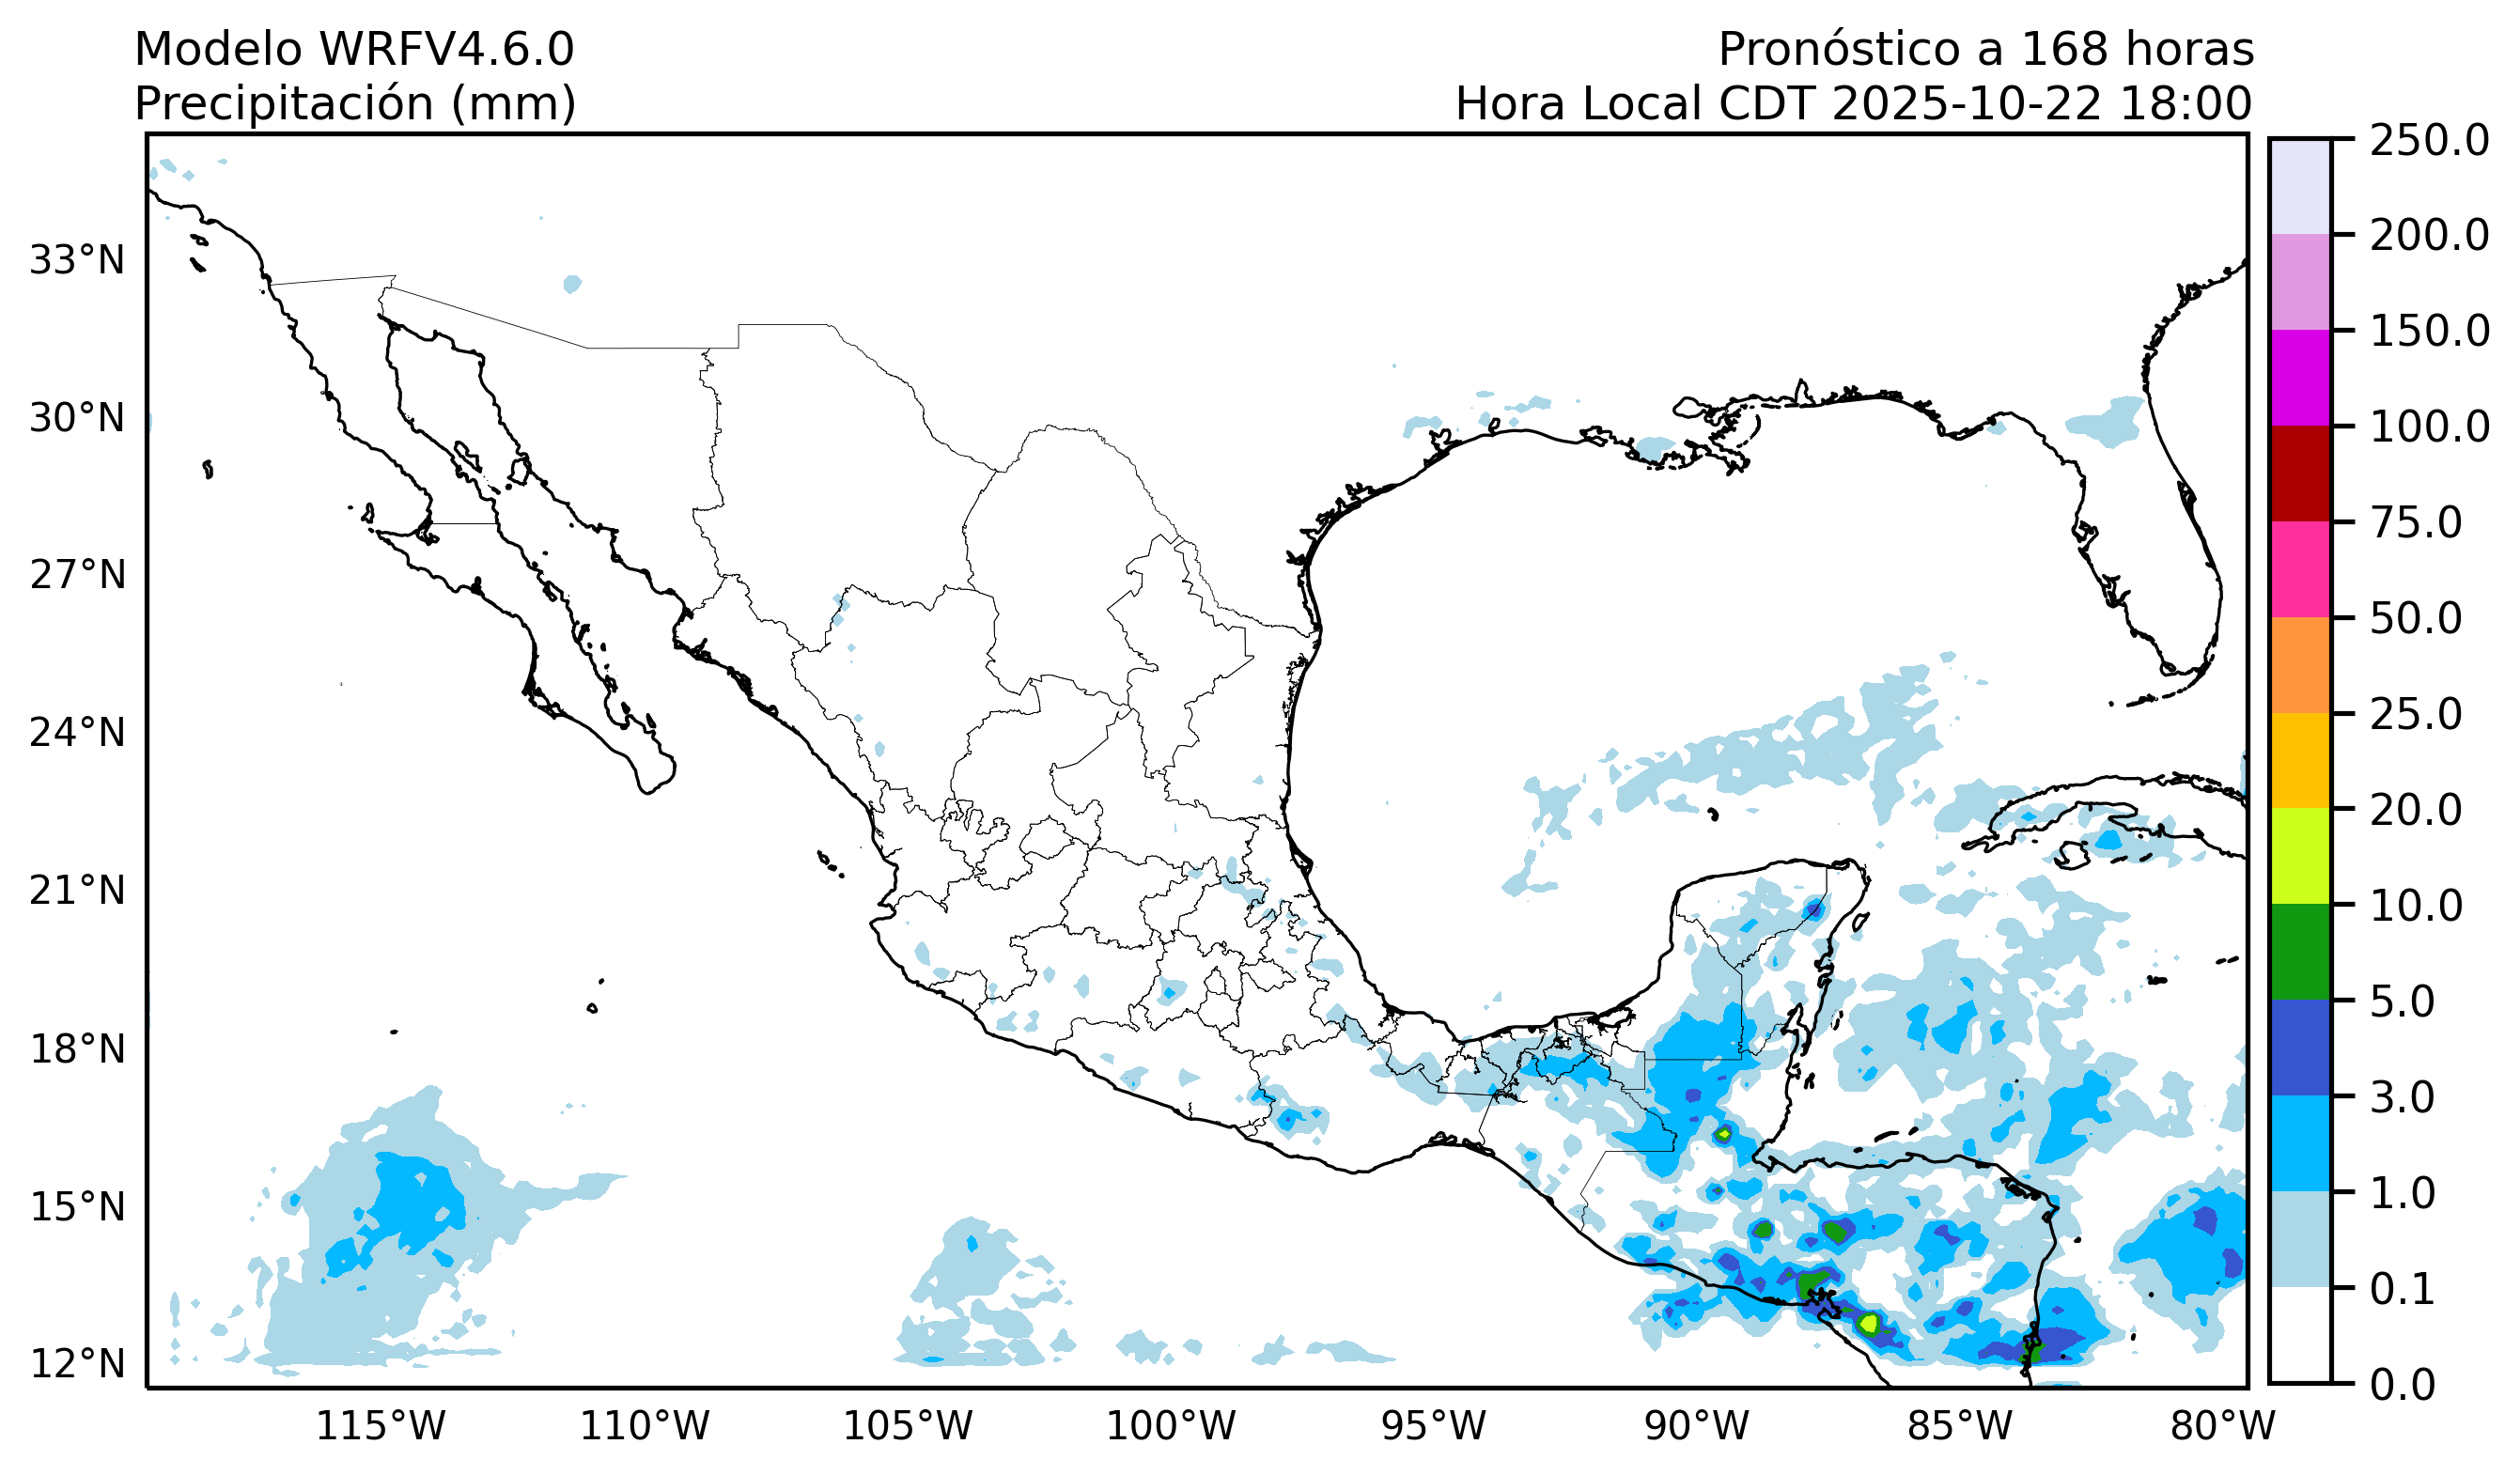 Modelo WRFV4.6.0
Precipitación (mm)
Pronóstico a 168 horas
Hora Local CDT 2025-10-22 18:00
33°N
30°N
27°N
24°N
21°N
18°N
15°N
12°N
115°W
110°W
105°W
100°W
95°W
90°W
85°W
80°W
250.0
200.0
150.0
100.0
75.0
50.0
25.0
20.0
10.0
5.0
3.0
1.0
0.1
0.0